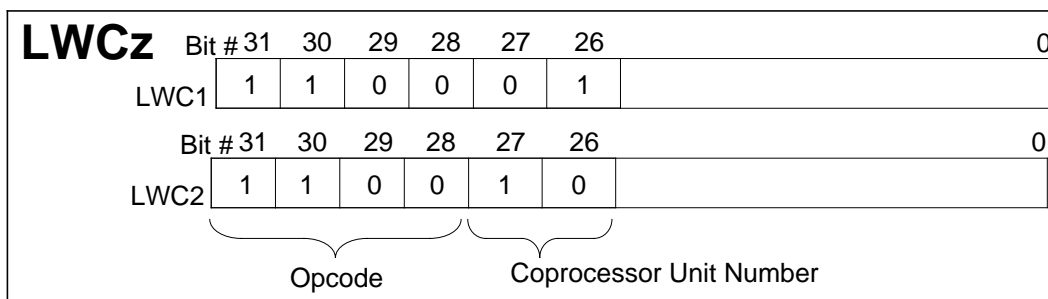 LWCz Bit # 31 30 29 28 27 26 0
LWC1 1 1 0 0 0 1
Bit # 31 30 29 28 27 26 0
LWC2 1 1 0 0 1 0
Opcode Coprocessor Unit Number